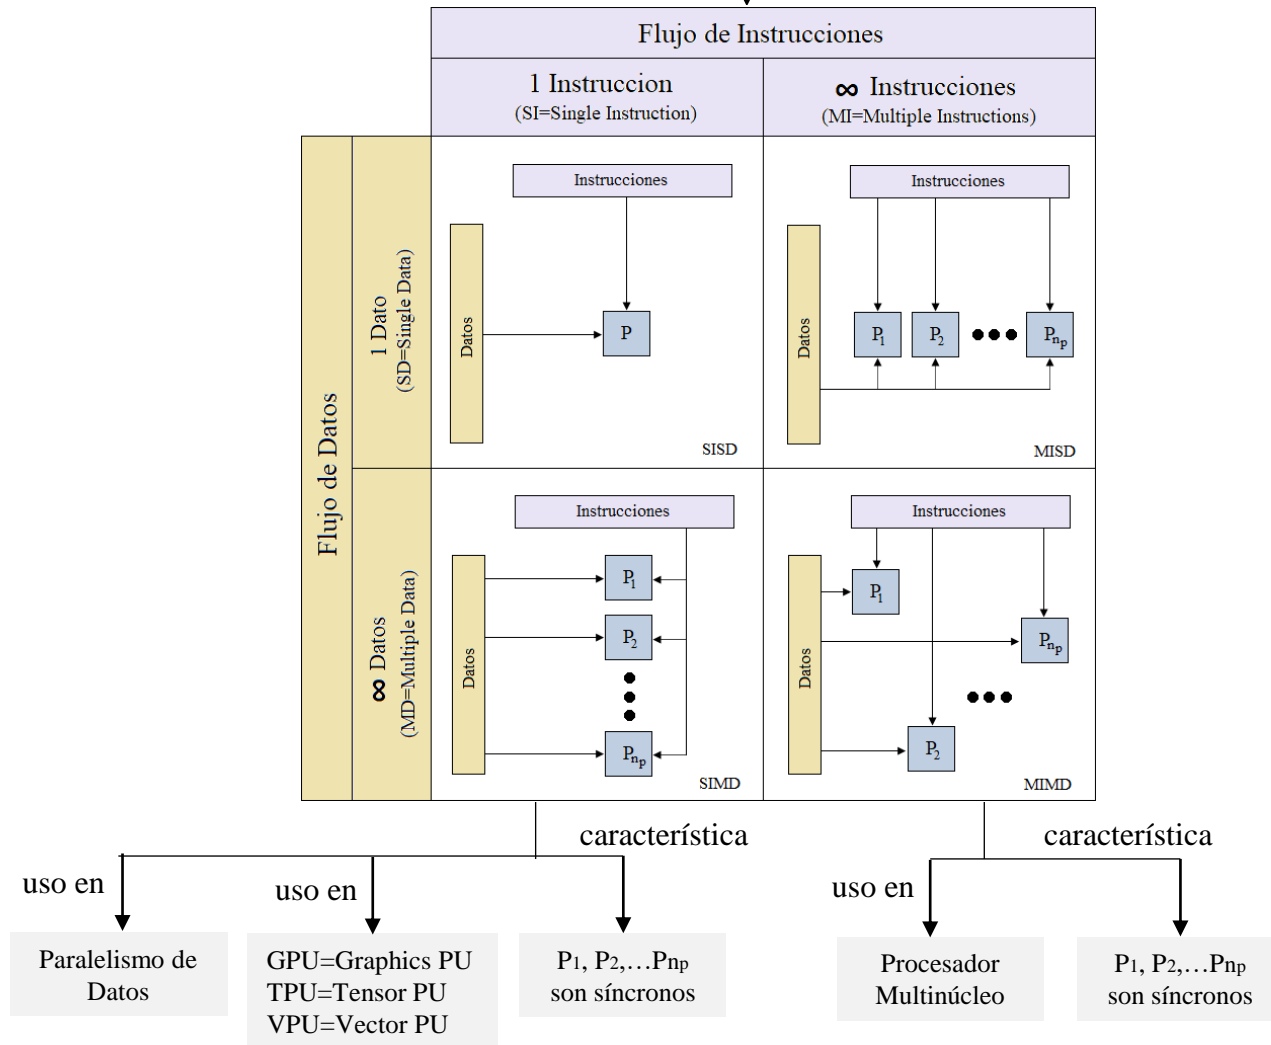 Flujo de Instrucciones
1 Instruccion
(SI=Single Instruction)
∞ Instrucciones
(MI=Multiple Instructions)
Flujo de Datos
1 Dato
(SD=Single Data)
Instrucciones
Datos
P
SISD
Instrucciones
Datos
P1
P2
Pnp
MISD
∞ Datos
(MD=Multiple Data)
Instrucciones
Datos
P1
P2
Pnp
SIMD
Instrucciones
Datos
P1
Pnp
P2
MIMD
característica
característica
uso en
uso en
uso en
Paralelismo de
Datos
GPU=Graphics PU
TPU=Tensor PU
VPU=Vector PU
P1, P2,…Pnp
son síncronos
Procesador
Multinúcleo
P1, P2,…Pnp
son síncronos